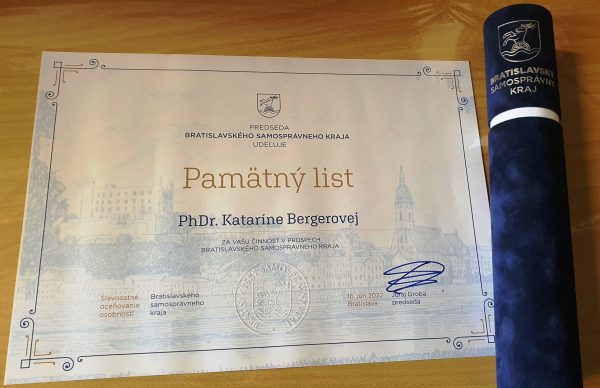 PREDSEDA
BRATISLAVSKÉHO SAMOSPRÁVNEHO KRAJA
UDEĽUJE
Pamätný list
PhDr. Kataríne Bergerovej
ZA VAŠU ČINNOSŤ V PROSPECH
BRATISLAVSKÉHO SAMOSPRÁVNEHO KRAJA
Slávnostné
oceňovanie
osobností
Bratislavského
samosprávneho
kraja
16. jún 2022
Bratislava
Juraj Droba
predseda
BRATISLAVSKÝ
SAMOSPRÁVNY
KRAJ